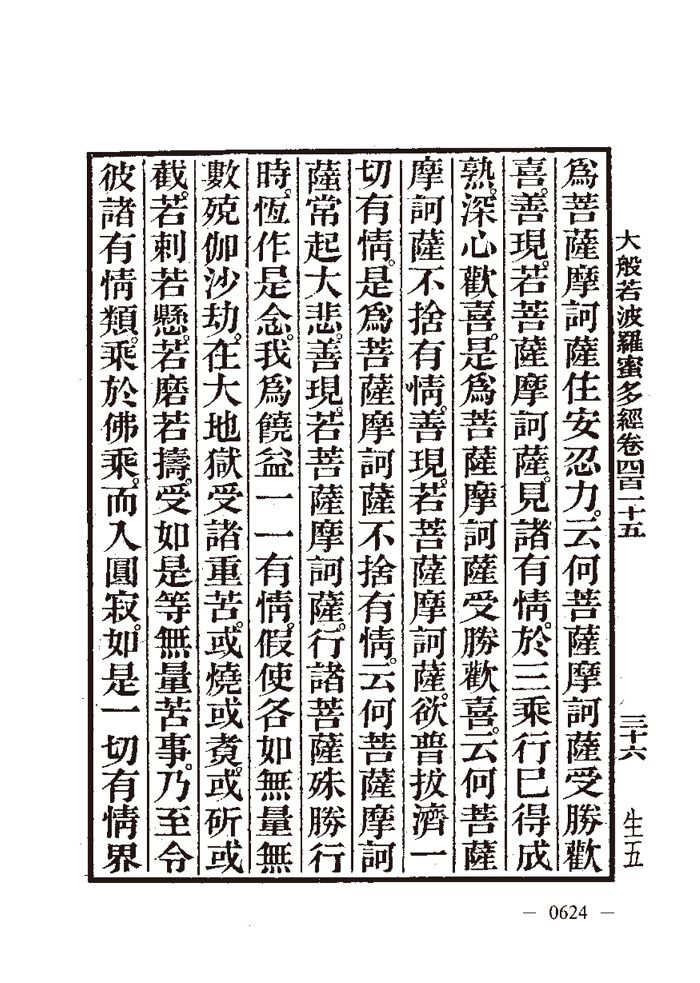 大般若波羅蜜多經卷四百二十五　三十六　生五
爲菩薩摩訶薩住安忍力。云何菩薩摩訶薩受勝歡
喜。善現。若菩薩摩訶薩。見諸有情。於三乘行已得成
熟。深心歡喜。是爲菩薩摩訶薩受勝歡喜。云何菩薩
摩訶薩不捨有情。善現。若菩薩摩訶薩。欲普拔濟一
切有情。是爲菩薩摩訶薩不捨有情。云何菩薩摩訶
薩常起大悲。善現。若菩薩摩訶薩。行諸菩薩殊勝行
時。恆作是念。我爲饒益一一有情。假使各如無量無
數殑伽沙劫。在大地獄受諸重苦。或燒或煑。或斫或
截。若刺若懸。若磨若擣。受如是等無量苦事。乃至令
彼諸有情類。乘於佛乘。而入圓寂。如是一切有情界
— 0624 —